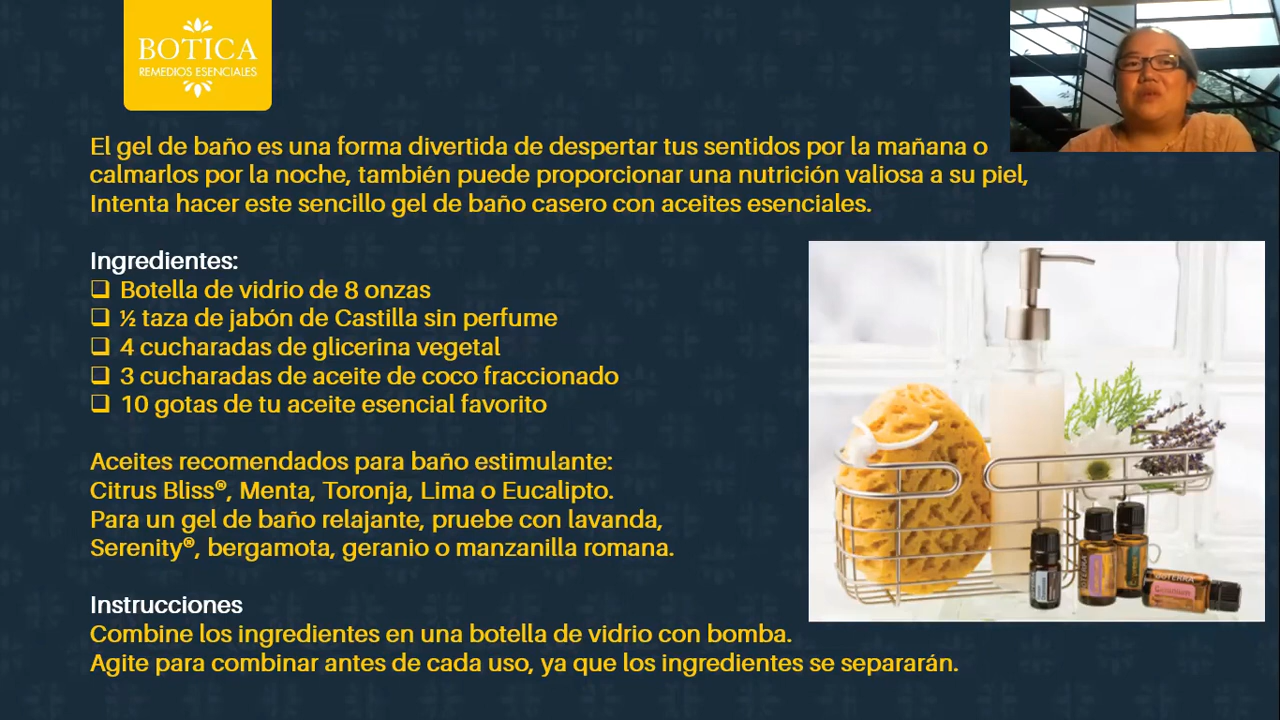 BOTICA
REMEDIOS ESENCIALES
El gel de baño es una forma divertida de despertar tus sentidos por la mañana o
calmarlos por la noche, también puede proporcionar una nutrición valiosa a su piel,
Intenta hacer este sencillo gel de baño casero con aceites esenciales.
Ingredientes:
❑ Botella de vidrio de 8 onzas
❑ ½ taza de jabón de Castilla sin perfume
❑ 4 cucharadas de glicerina vegetal
❑ 3 cucharadas de aceite de coco fraccionado
❑ 10 gotas de tu aceite esencial favorito
Aceites recomendados para baño estimulante:
Citrus Bliss®, Menta, Toronja, Lima o Eucalipto.
Para un gel de baño relajante, pruebe con lavanda,
Serenity®, bergamota, geranio o manzanilla romana.
Instrucciones
Combine los ingredientes en una botella de vidrio con bomba.
Agite para combinar antes de cada uso, ya que los ingredientes se separarán.
dōTERRA
Geranium